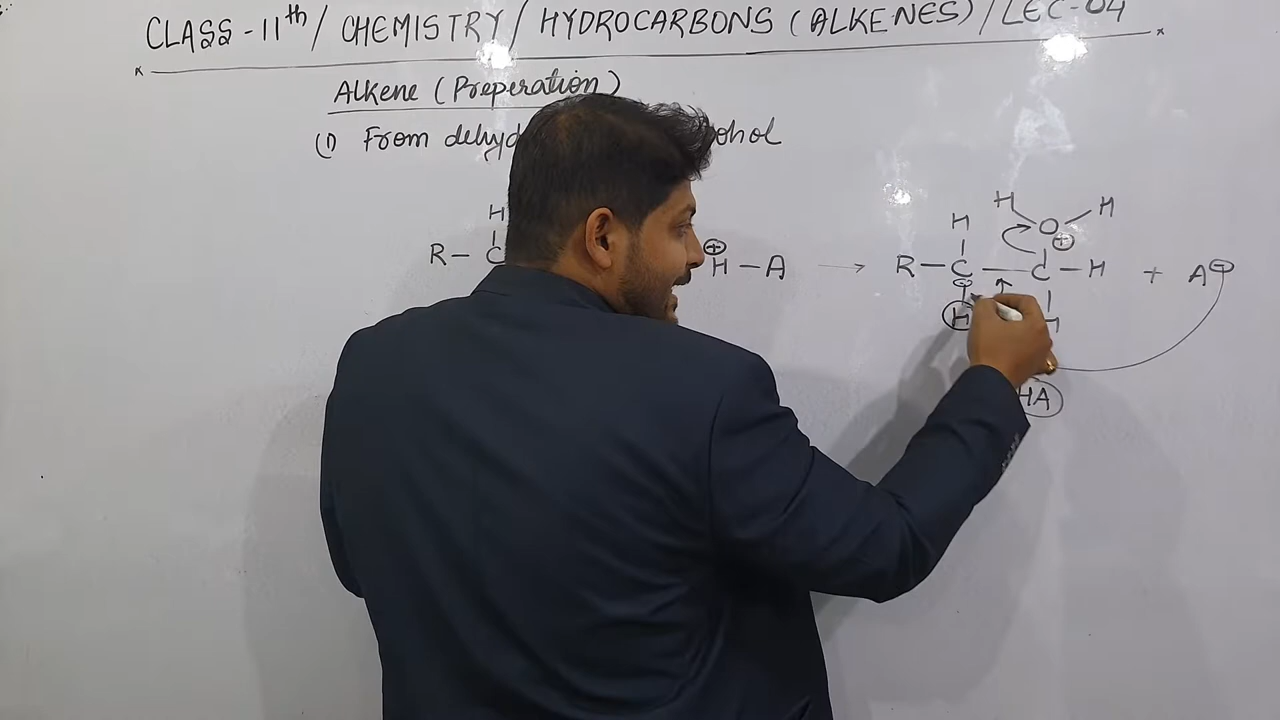 CLASS - 11th / CHEMISTRY / HYDROCARBONS (ALKENES) / LEC-04
Alkene (Preperation)
(1) From dehyd ohol
H H H
H O ⊕
R - C ⊕H - A → R - C - C - H + A⊖
H H
HA